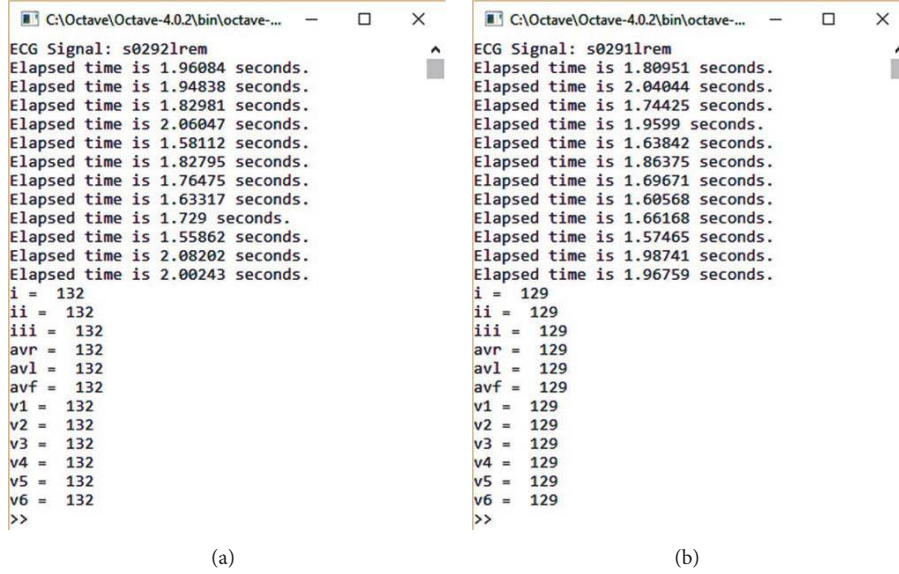 C:\Octave\Octave-4.0.2\bin\octave-...
ECG Signal: s0292lrem
Elapsed time is 1.96084 seconds.
Elapsed time is 1.94838 seconds.
Elapsed time is 1.82981 seconds.
Elapsed time is 2.06047 seconds.
Elapsed time is 1.58112 seconds.
Elapsed time is 1.82795 seconds.
Elapsed time is 1.76475 seconds.
Elapsed time is 1.63317 seconds.
Elapsed time is 1.729 seconds.
Elapsed time is 1.55862 seconds.
Elapsed time is 2.08202 seconds.
Elapsed time is 2.00243 seconds.
i = 132
ii = 132
iii = 132
avr = 132
avl = 132
avf = 132
v1 = 132
v2 = 132
v3 = 132
v4 = 132
v5 = 132
v6 = 132
>>
(a)
C:\Octave\Octave-4.0.2\bin\octave-...
ECG Signal: s0291lrem
Elapsed time is 1.80951 seconds.
Elapsed time is 2.04044 seconds.
Elapsed time is 1.74425 seconds.
Elapsed time is 1.9599 seconds.
Elapsed time is 1.63842 seconds.
Elapsed time is 1.86375 seconds.
Elapsed time is 1.69671 seconds.
Elapsed time is 1.60568 seconds.
Elapsed time is 1.66168 seconds.
Elapsed time is 1.57465 seconds.
Elapsed time is 1.98741 seconds.
Elapsed time is 1.96759 seconds.
i = 129
ii = 129
iii = 129
avr = 129
avl = 129
avf = 129
v1 = 129
v2 = 129
v3 = 129
v4 = 129
v5 = 129
v6 = 129
>>
(b)